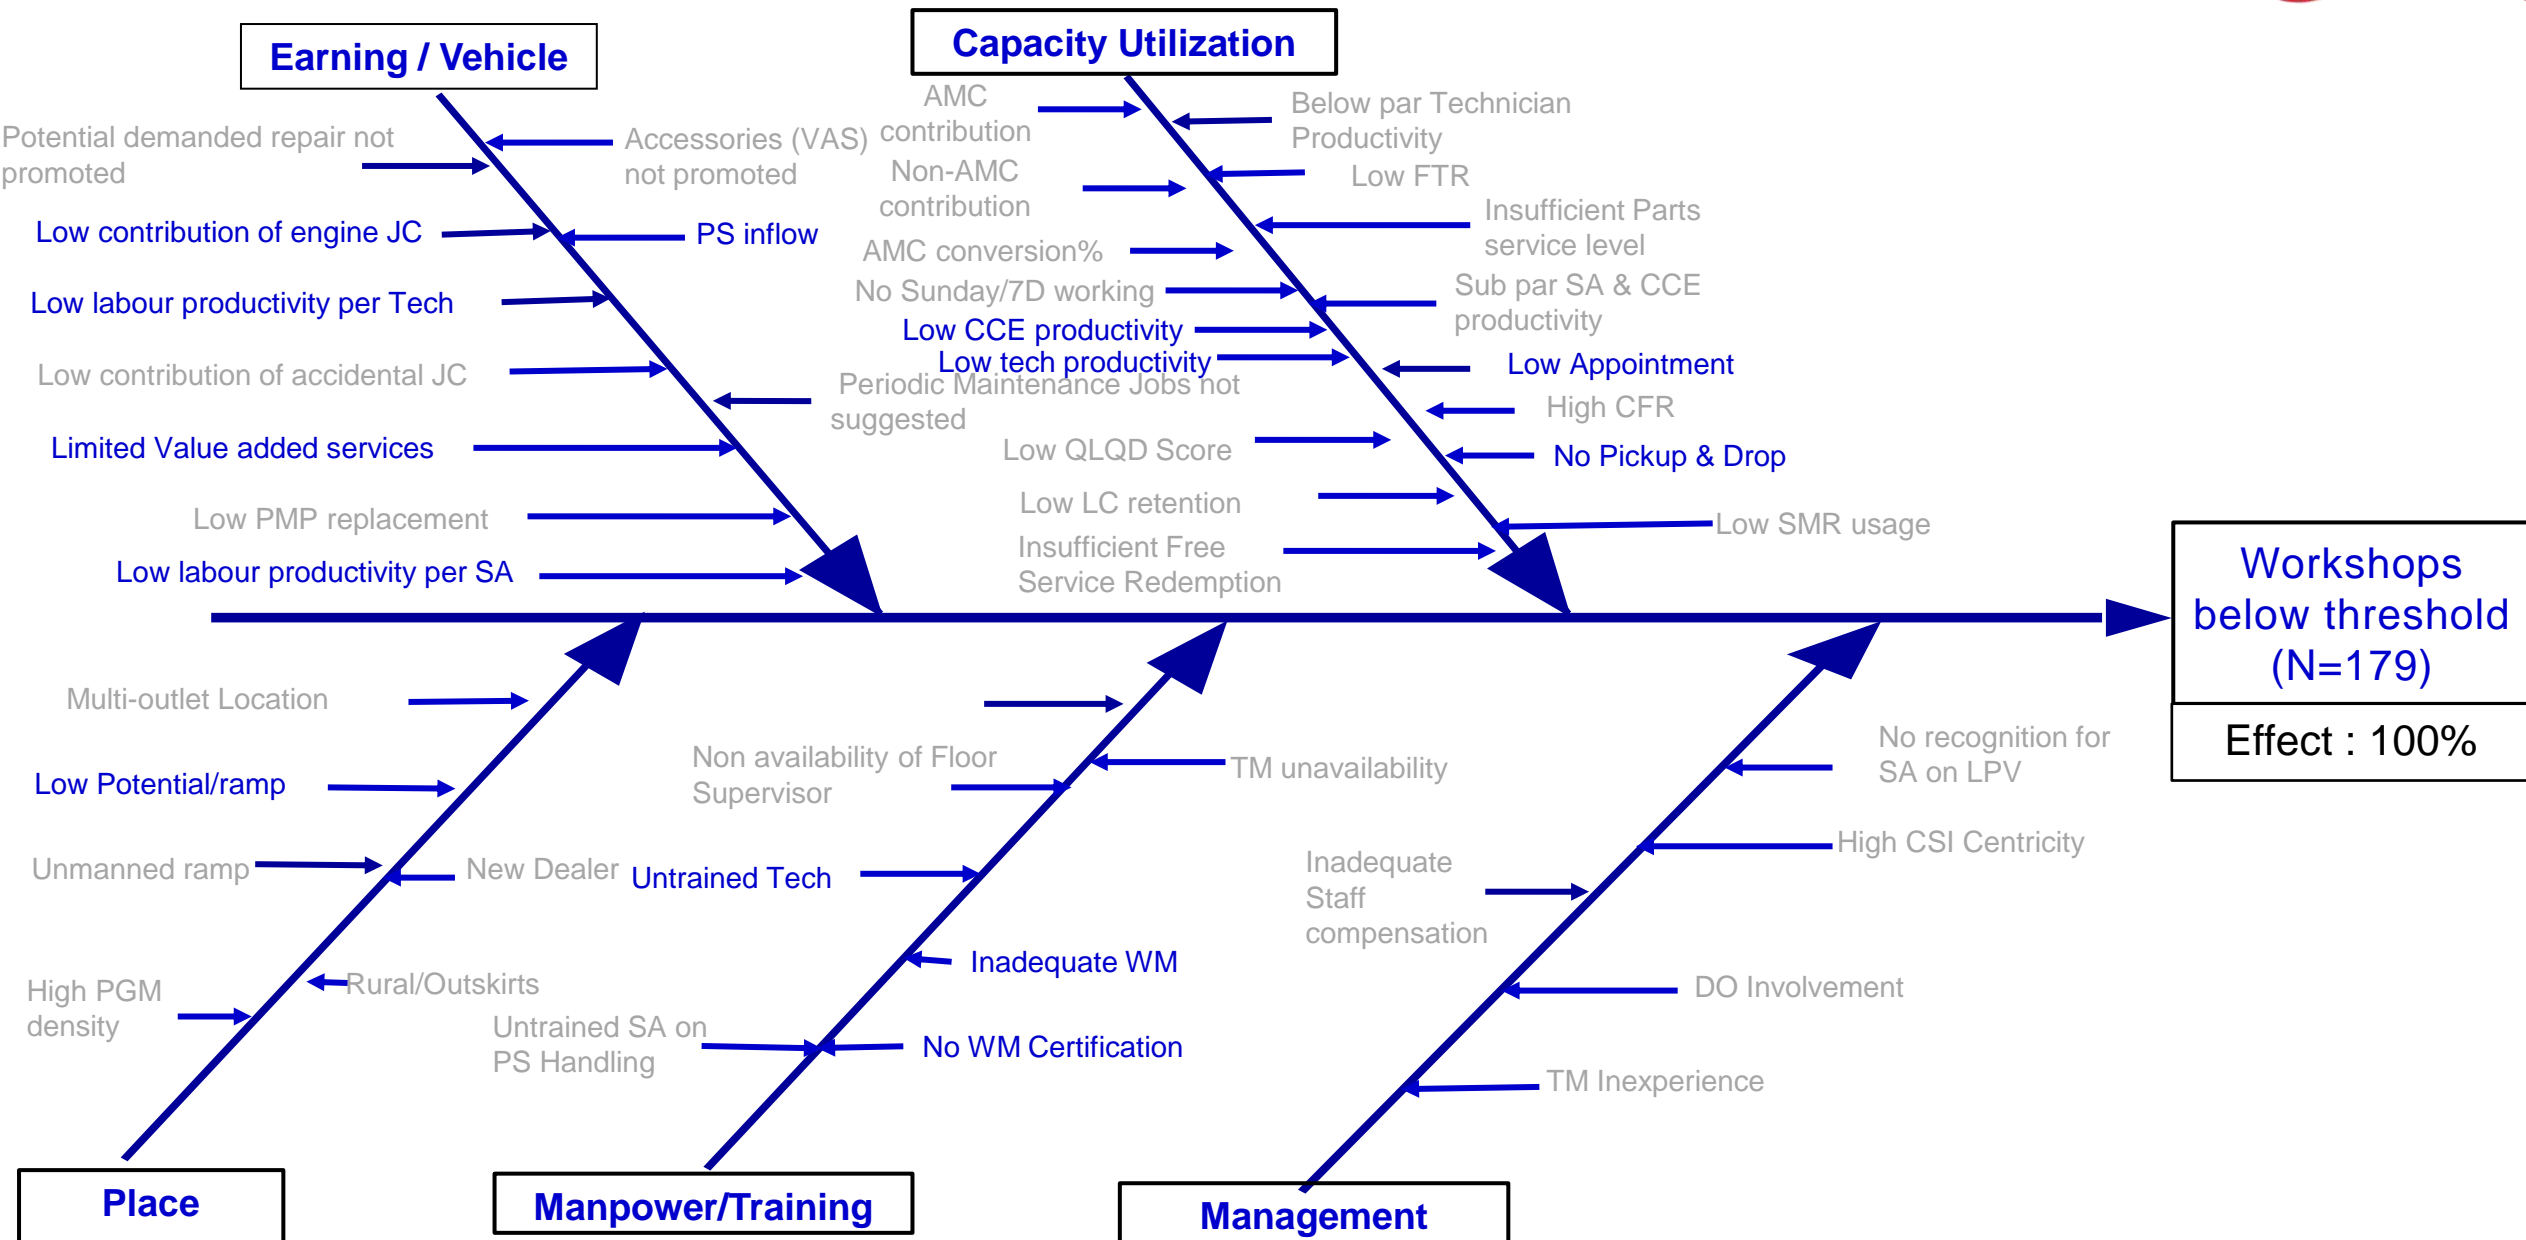 Earning / Vehicle
Capacity Utilization
Potential demanded repair not
promoted
Accessories (VAS)
not promoted
Low contribution of engine JC
PS inflow
Low labour productivity per Tech
Low contribution of accidental JC
Periodic Maintenance Jobs not
suggested
Limited Value added services
Low PMP replacement
Low labour productivity per SA
AMC
contribution
Below par Technician
Productivity
Non-AMC
contribution
Low FTR
Insufficient Parts
service level
AMC conversion%
No Sunday/7D working
Sub par SA & CCE
productivity
Low CCE productivity
Low tech productivity
Low Appointment
High CFR
Low QLQD Score
No Pickup & Drop
Low LC retention
Low SMR usage
Insufficient Free
Service Redemption
Workshops
below threshold
(N=179)
Effect : 100%
Multi-outlet Location
Low Potential/ramp
Unmanned ramp
New Dealer
High PGM
density
Rural/Outskirts
Non availability of Floor
Supervisor
TM unavailability
Untrained Tech
Inadequate WM
Untrained SA on
PS Handling
No WM Certification
No recognition for
SA on LPV
High CSI Centricity
Inadequate
Staff
compensation
DO Involvement
TM Inexperience
Place
Manpower/Training
Management